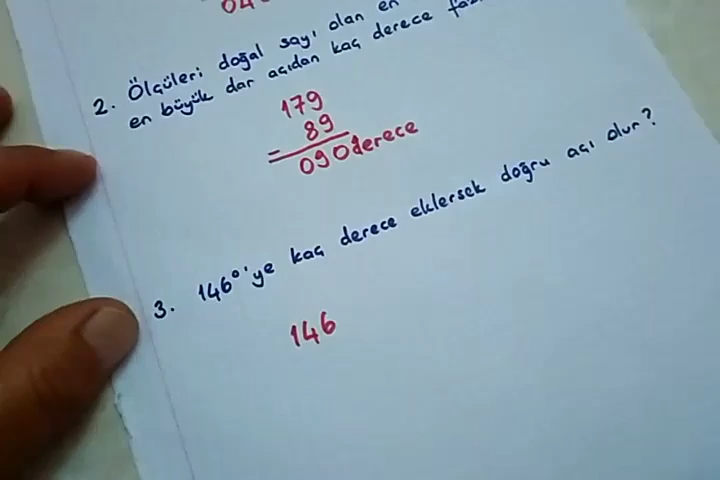 04
2. Ölçüleri doğal sayı olan en
en büyük dar açıdan kaç derece
179
89
= 090 derece
3. 146°'ye kaç derece eklersek doğru açı olur?
146